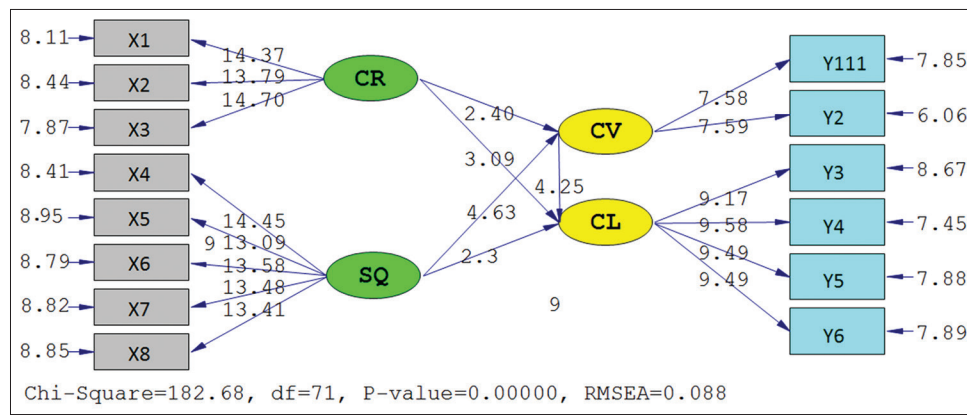 8.11 X1
8.44 X2
7.87 X3
8.41 X4
8.95 X5
8.79 X6
8.82 X7
8.85 X8
14.37
13.79
14.70
14.45
9 13.09
13.58
13.48
13.41
CR
SQ
2.40
3.09
4.63
4.25
2.3
9
CV
CL
7.58
7.59
9.17
9.58
9.49
9.49
Y111 7.85
Y2 6.06
Y3 8.67
Y4 7.45
Y5 7.88
Y6 7.89
Chi-Square=182.68, df=71, P-value=0.00000, RMSEA=0.088